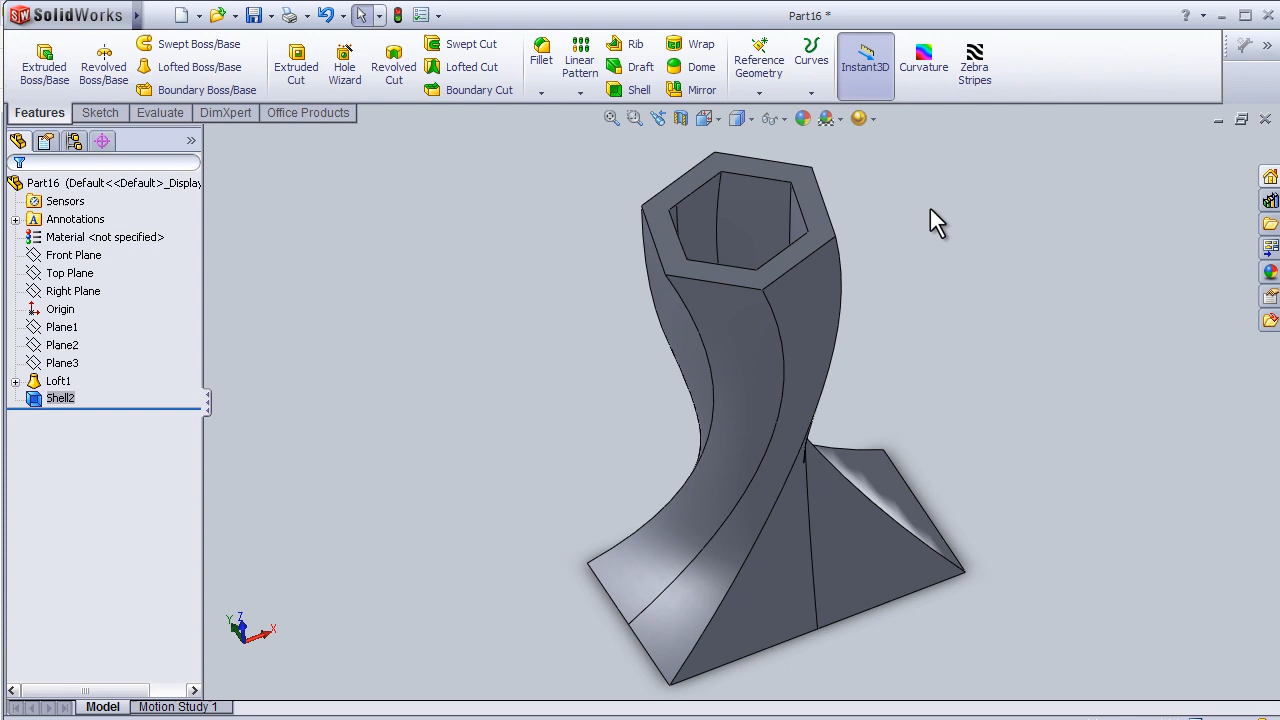 SW SolidWorks
Part16 *
Extruded Boss/Base
Revolved Boss/Base
Swept Boss/Base
Lofted Boss/Base
Boundary Boss/Base
Extruded Cut
Hole Wizard
Revolved Cut
Swept Cut
Lofted Cut
Boundary Cut
Fillet
Linear Pattern
Rib
Draft
Shell
Wrap
Dome
Mirror
Reference Geometry
Curves
Instant3D
Curvature
Zebra Stripes
Features Sketch Evaluate DimXpert Office Products
Part16 (Default<<Default>_Display
Sensors
A Annotations
Material <not specified>
Front Plane
Top Plane
Right Plane
Origin
Plane1
Plane2
Plane3
Loft1
Shell2
Y Z X
Model Motion Study 1